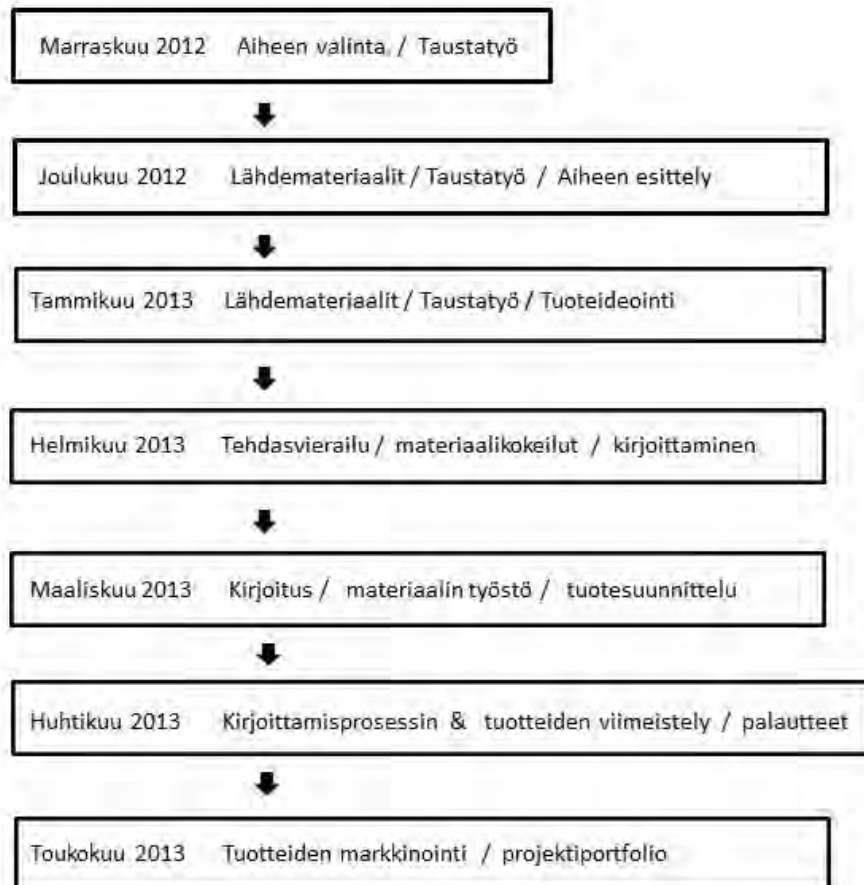 Marraskuu 2012 Aiheen valinta / Taustatyö
Joulukuu 2012 Lähdemateriaalit / Taustatyö / Aiheen esittely
Tammikuu 2013 Lähdemateriaalit / Taustatyö / Tuoteideointi
Helmikuu 2013 Tehdasvierailu / materiaalikokeilut / kirjoittaminen
Maaliskuu 2013 Kirjoitus / materiaalin työstö / tuotesuunnittelu
Huhtikuu 2013 Kirjoittamisprosessin & tuotteiden viimeistely / palautteet
Toukokuu 2013 Tuotteiden markkinointi / projektiportfolio